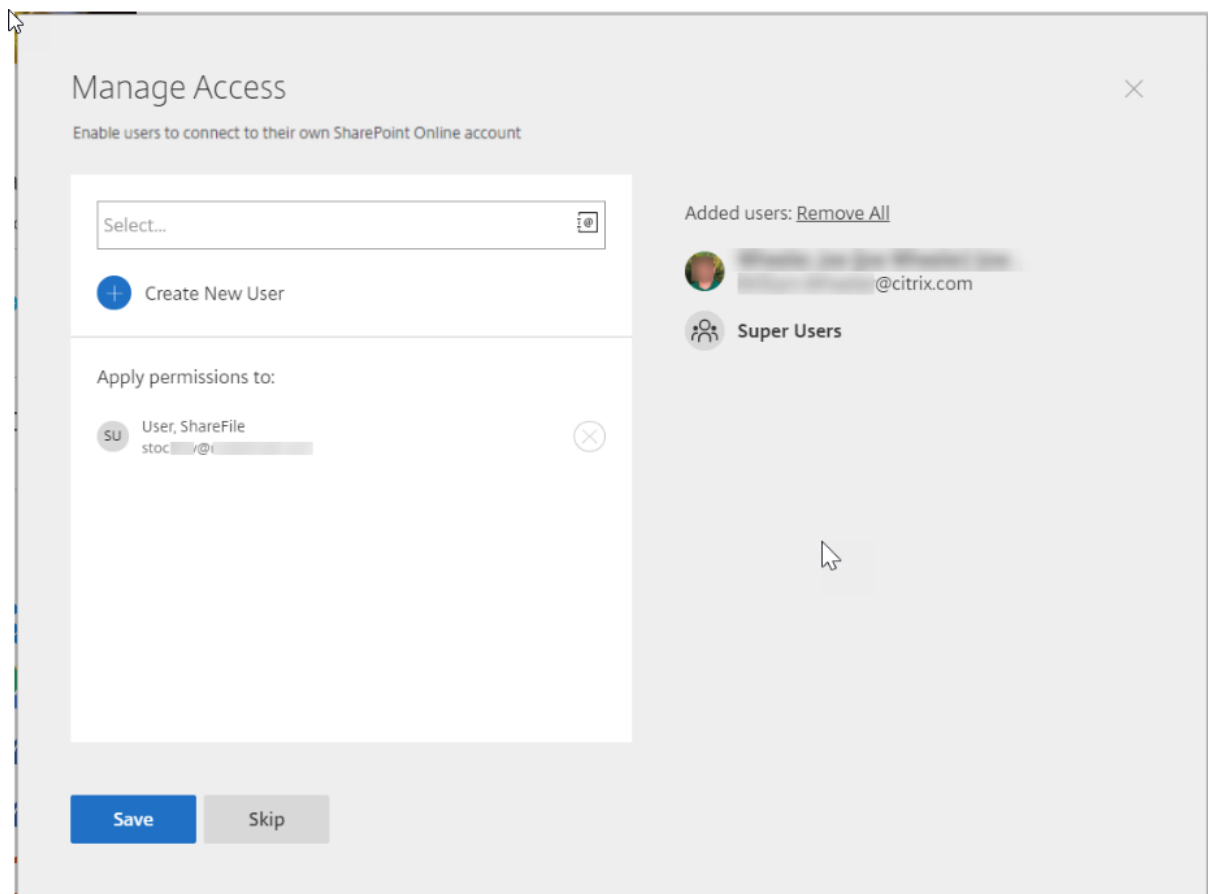 Manage Access
Enable users to connect to their own SharePoint Online account
Select...
Create New User
Apply permissions to:
SU
User, ShareFile
stoc
Added users: Remove All
@citrix.com
Super Users
Save
Skip